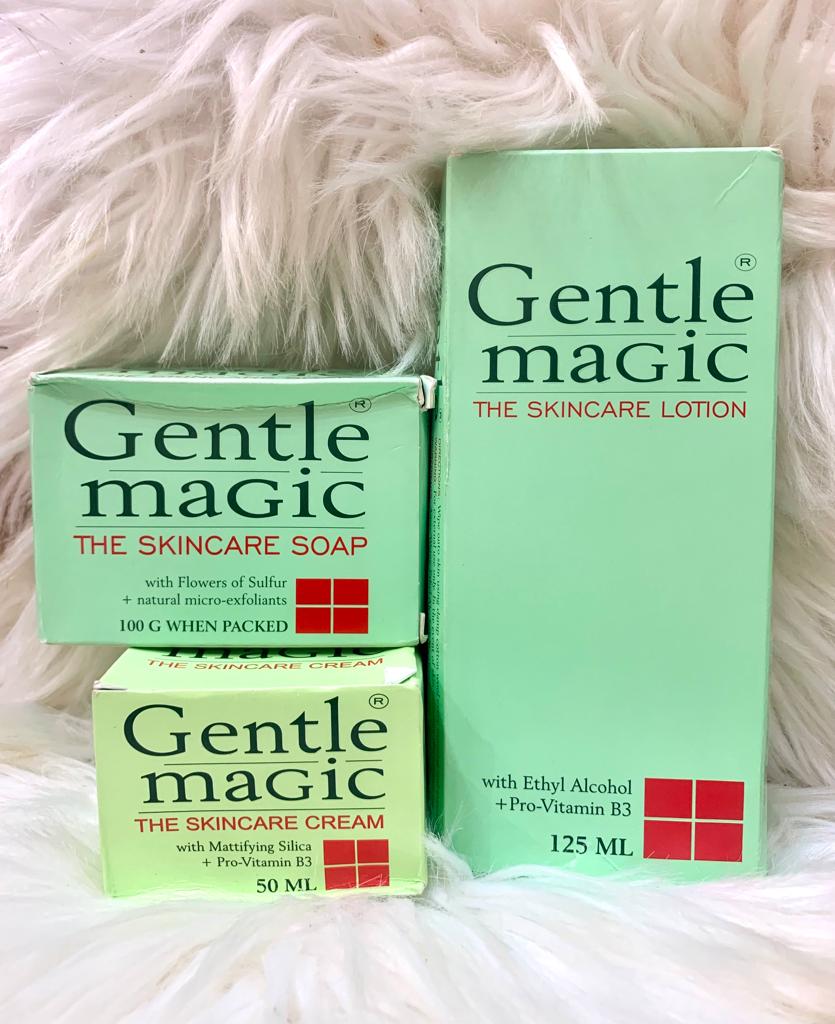 Gentle
magic
®
THE SKINCARE SOAP
with Flowers of Sulfur
+ natural micro-exfoliants
100 G WHEN PACKED
THE SKINCARE CREAM
Gentle
magic
®
THE SKINCARE CREAM
with Mattifying Silica
+ Pro-Vitamin B3
50 ML
Gentle
magic
®
THE SKINCARE LOTION
with Ethyl Alcohol
+Pro-Vitamin B3
125 ML